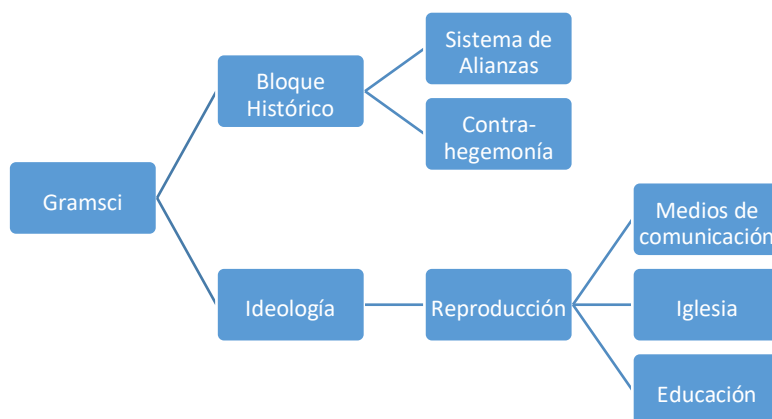 Sistema de
Alianzas
Bloque
Histórico
Contra-
hegemonía
Gramsci
Medios de
comunicación
Ideología
Reproducción
Iglesia
Educación